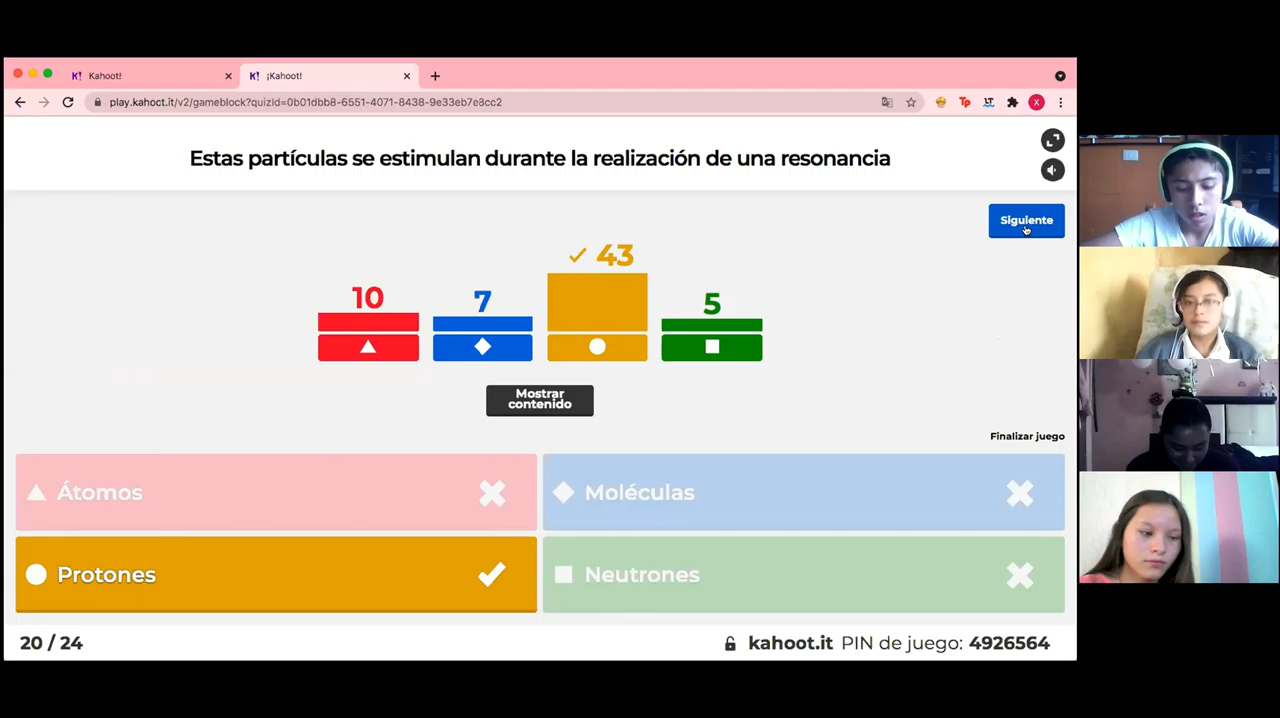 Kahoot!
¡Kahoot!
play.kahoot.it/v2/gameblock?quizId=0b01dbb8-6551-4071-8438-9e33eb7e8cc2
Estas partículas se estimulan durante la realización de una resonancia
Siguiente
10
7
43
5
Mostrar
contenido
Finalizar juego
Átomos
Moléculas
Protones
Neutrones
20 / 24
kahoot.it PIN de juego: 4926564